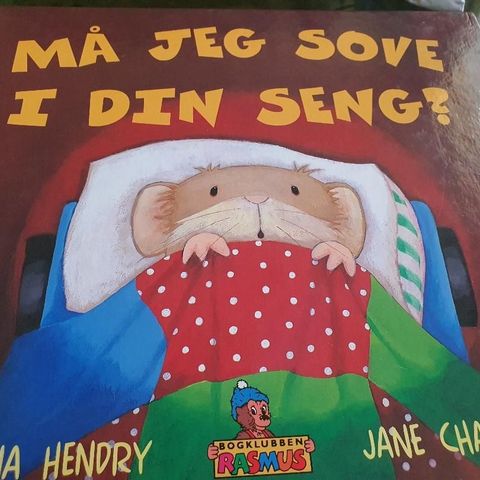 MÅ JEG SOVE
I DIN SENG?
HENDRY
JANE
BOGKLUBBEN
RASMUS